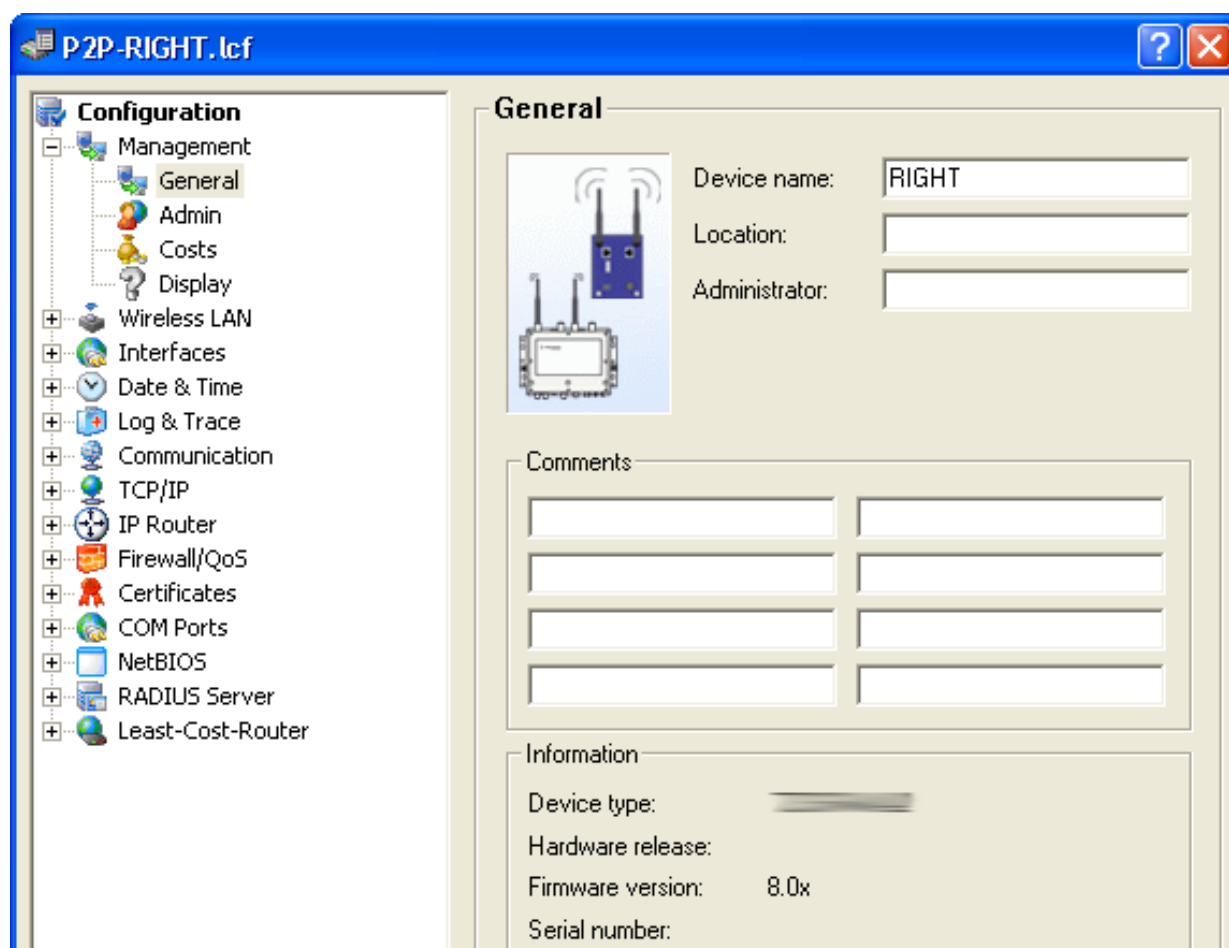 P2P-RIGHT.lcf
Configuration
Management
General
Admin
Costs
Display
Wireless LAN
Interfaces
Date & Time
Log & Trace
Communication
TCP/IP
IP Router
Firewall/QoS
Certificates
COM Ports
NetBIOS
RADIUS Server
Least-Cost-Router
General
Device name: RIGHT
Location:
Administrator:
Comments
Information
Device type:
Hardware release:
Firmware version: 8.0x
Serial number: